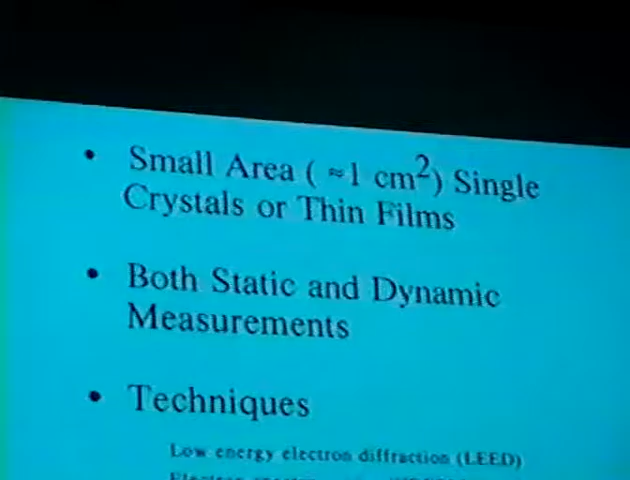 • Small Area ( ≈1 cm²) Single
Crystals or Thin Films
• Both Static and Dynamic
Measurements
• Techniques
Low energy electron diffraction (LEED)